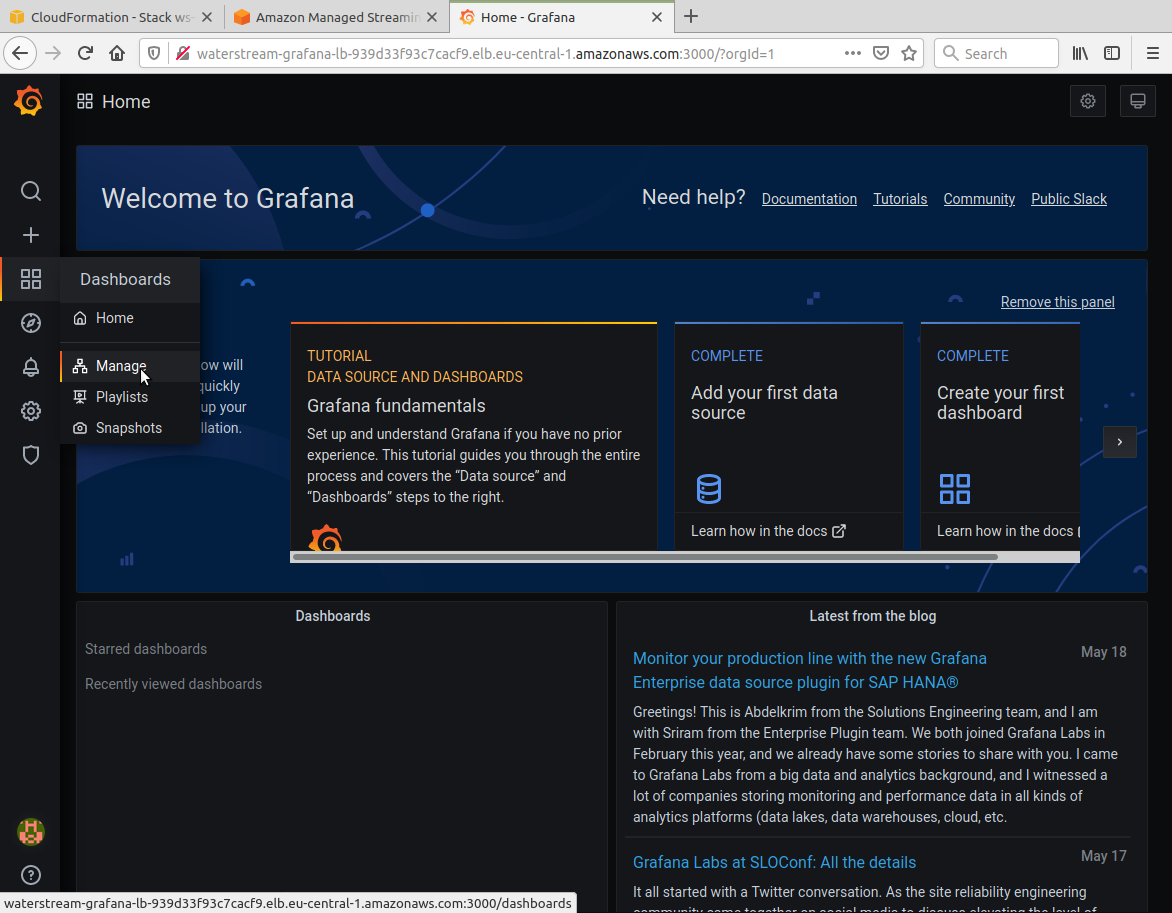 CloudFormation - Stack ws-
Amazon Managed Streamin
Home - Grafana
waterstream-grafana-lb-939d33f93c7cacf9.elb.eu-central-1.amazonaws.com:3000/?orgId=1
Search
Home
Welcome to Grafana
Need help?
Documentation
Tutorials
Community
Public Slack
Dashboards
Home
Manage
Playlists
Snapshots
Remove this panel
ow will
quickly
up your
llation.
TUTORIAL
DATA SOURCE AND DASHBOARDS
Grafana fundamentals
Set up and understand Grafana if you have no prior
experience. This tutorial guides you through the entire
process and covers the “Data source” and
“Dashboards” steps to the right.
COMPLETE
Add your first data
source
Learn how in the docs
COMPLETE
Create your first
dashboard
Learn how in the docs
Dashboards
Starred dashboards
Recently viewed dashboards
Latest from the blog
Monitor your production line with the new Grafana
Enterprise data source plugin for SAP HANA®
May 18
Greetings! This is Abdelkrim from the Solutions Engineering team, and I am
with Sriram from the Enterprise Plugin team. We both joined Grafana Labs in
February this year, and we already have some stories to share with you. I came
to Grafana Labs from a big data and analytics background, and I witnessed a
lot of companies storing monitoring and performance data in all kinds of
analytics platforms (data lakes, data warehouses, cloud, etc.
Grafana Labs at SLOConf: All the details
May 17
It all started with a Twitter conversation. As the site reliability engineering
community came together on social media to discuss elevating the level of
waterstream-grafana-lb-939d33f93c7cacf9.elb.eu-central-1.amazonaws.com:3000/dashboards